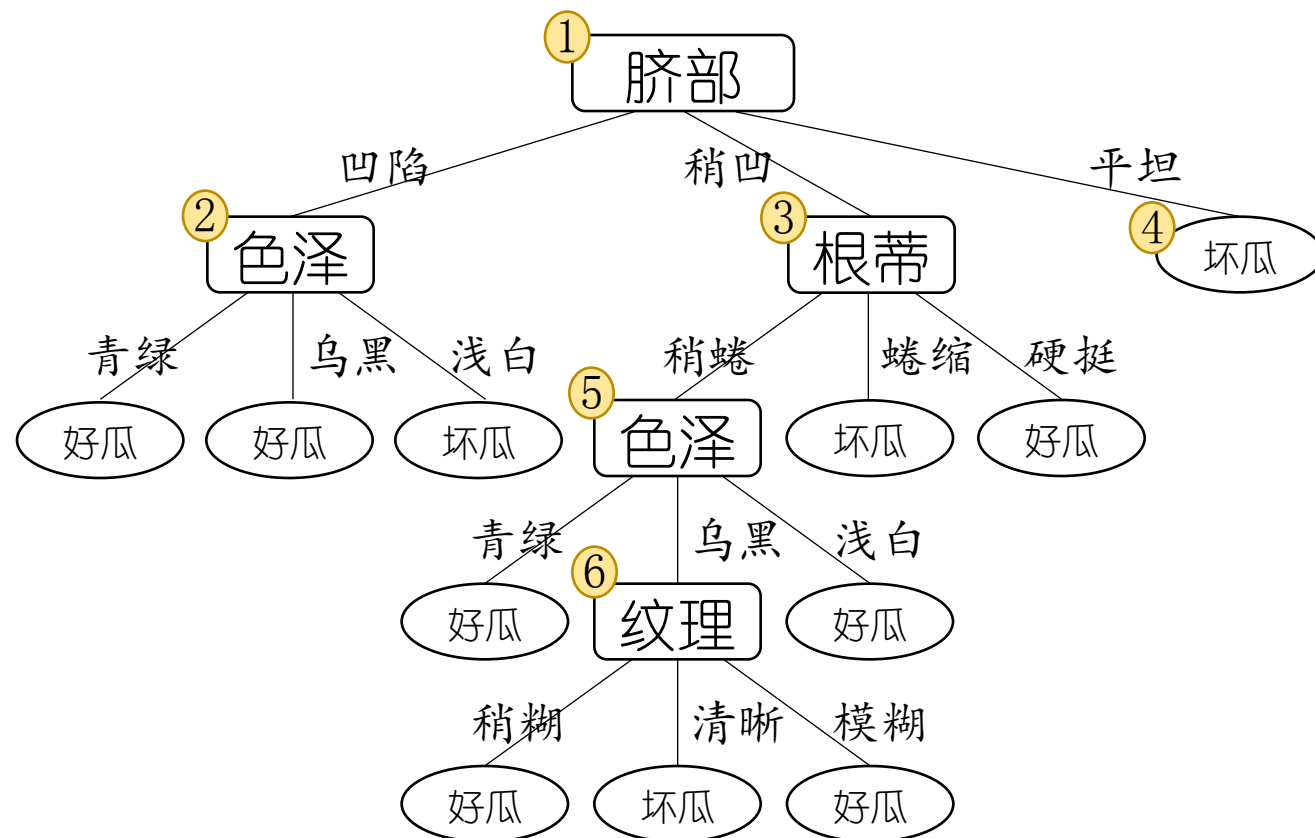 1
脐部
凹陷 稍凹 平坦
2 3 4
色泽 根蒂 坏瓜
青绿 乌黑 浅白 稍蜷 蜷缩 硬挺
5
好瓜 好瓜 坏瓜 色泽 坏瓜 好瓜
青绿 乌黑 浅白
6
好瓜 纹理 好瓜
稍糊 清晰 模糊
好瓜 坏瓜 好瓜